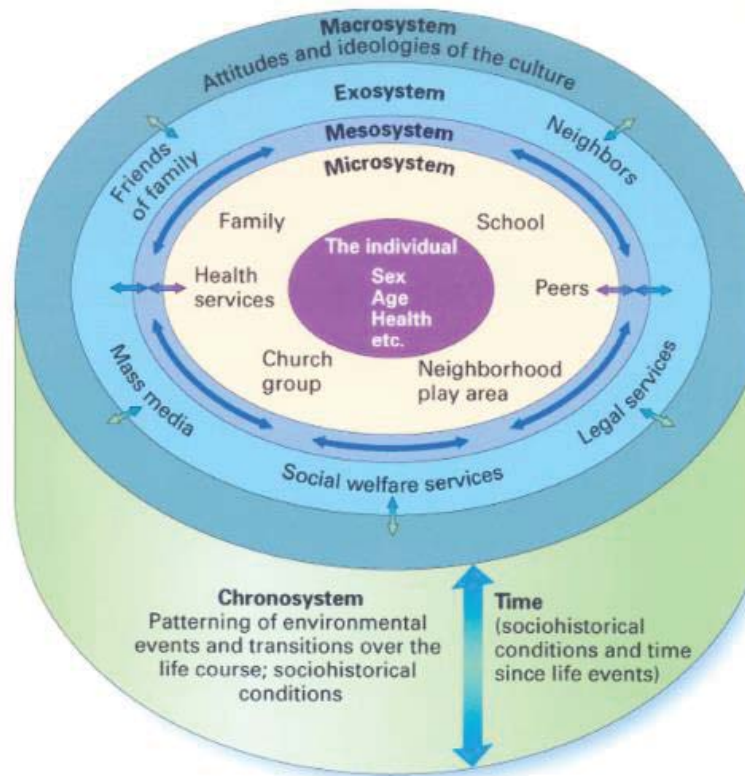 Macrosystem
Attitudes and ideologies of the culture
Exosystem
Mesosystem
Microsystem
Friends
of family
Neighbors
Family
School
The individual
Sex
Age
Health
etc.
Health
services
Peers
Church
group
Neighborhood
play area
Mass media
Legal services
Social welfare services
Chronosystem
Patterning of environmental
events and transitions over the
life course; sociohistorical
conditions
Time
(sociohistorical
conditions and time
since life events)